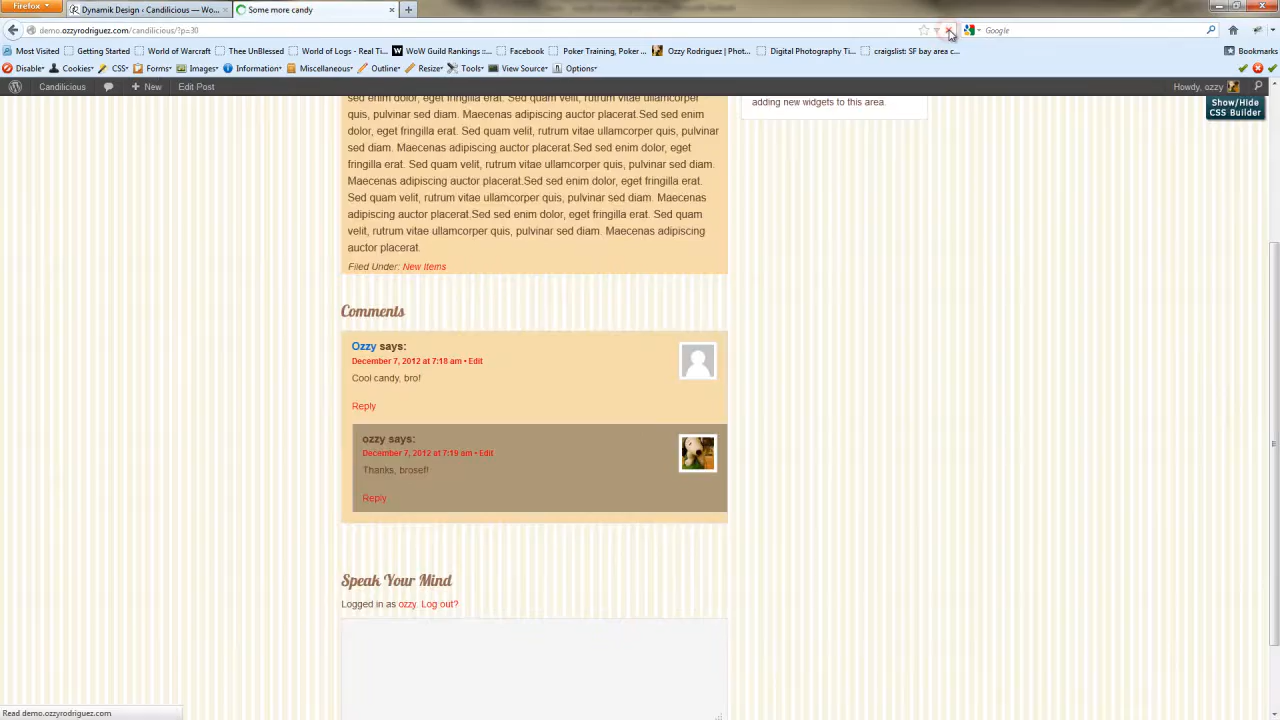 Firefox
Dynamik Design ‹ Candilicious — Wo...
Some more candy
demo.ozzyrodriguez.com/candilicious/?p=30
Google
Most Visited
Getting Started
World of Warcraft
Thee UnBlessed
World of Logs - Real Ti...
WoW Guild Rankings ::...
Facebook
Poker Training, Poker ...
Ozzy Rodriguez | Phot...
Digital Photography Ti...
craigslist: SF bay area c...
Bookmarks
Disable
Cookies
CSS
Forms
Images
Information
Miscellaneous
Outline
Resize
Tools
View Source
Options
Candilicious
New
Edit Post
Howdy, ozzy
Show/Hide
CSS Builder
adding new widgets to this area.
sed enim dolor, eget fringilla erat. Sed quam velit, rutrum vitae ullamcorper
quis, pulvinar sed diam. Maecenas adipiscing auctor placerat.Sed sed enim
dolor, eget fringilla erat. Sed quam velit, rutrum vitae ullamcorper quis, pulvinar
sed diam. Maecenas adipiscing auctor placerat.Sed sed enim dolor, eget
fringilla erat. Sed quam velit, rutrum vitae ullamcorper quis, pulvinar sed diam.
Maecenas adipiscing auctor placerat.Sed sed enim dolor, eget fringilla erat.
Sed quam velit, rutrum vitae ullamcorper quis, pulvinar sed diam. Maecenas
adipiscing auctor placerat.Sed sed enim dolor, eget fringilla erat. Sed quam
velit, rutrum vitae ullamcorper quis, pulvinar sed diam. Maecenas adipiscing
auctor placerat.
Filed Under: New Items
Comments
Ozzy says:
December 7, 2012 at 7:18 am • Edit
Cool candy, bro!
Reply
ozzy says:
December 7, 2012 at 7:19 am • Edit
Thanks, brosef!
Reply
Speak Your Mind
Logged in as ozzy. Log out?
Read demo.ozzyrodriguez.com